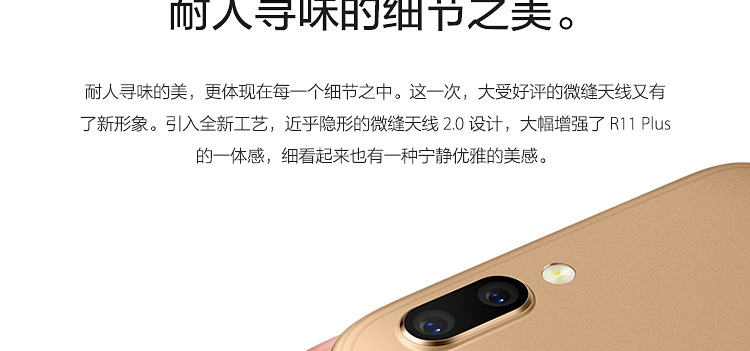 耐人寻味的细节之美。
耐人寻味的美，更体现在每一个细节之中。这一次，大受好评的微缝天线又有
了新形象。引入全新工艺，近乎隐形的微缝天线 2.0 设计，大幅增强了 R11 Plus
的一体感，细看起来也有一种宁静优雅的美感。